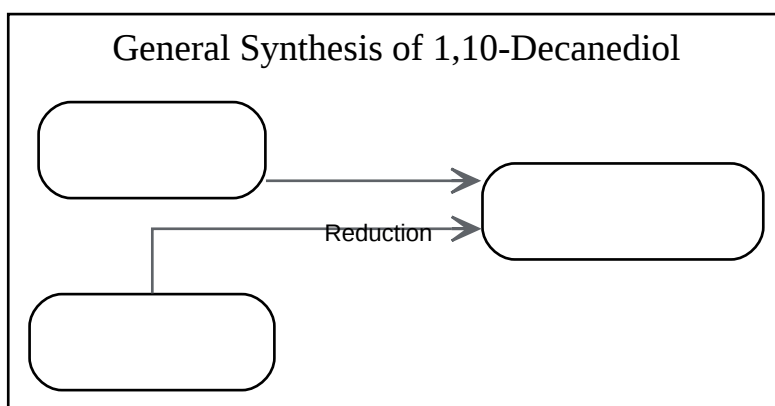 General Synthesis of 1,10-Decanediol
Reduction